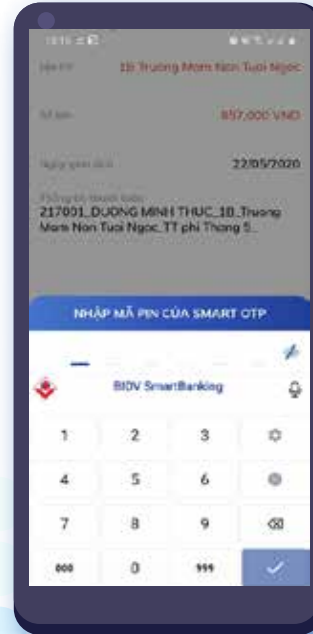 1B Truong Mam Non Tuoi Ngoc
857,000 VND
22/05/2020
217001_DUONG MINH THUC_1B_Truong
Mam Non Tuoi Ngoc_TT phi Thang 5_
NHẬP MÃ PIN CỦA SMART OTP
BIDV SmartBanking
1 2 3
4 5 6
7 8 9
000 0 999